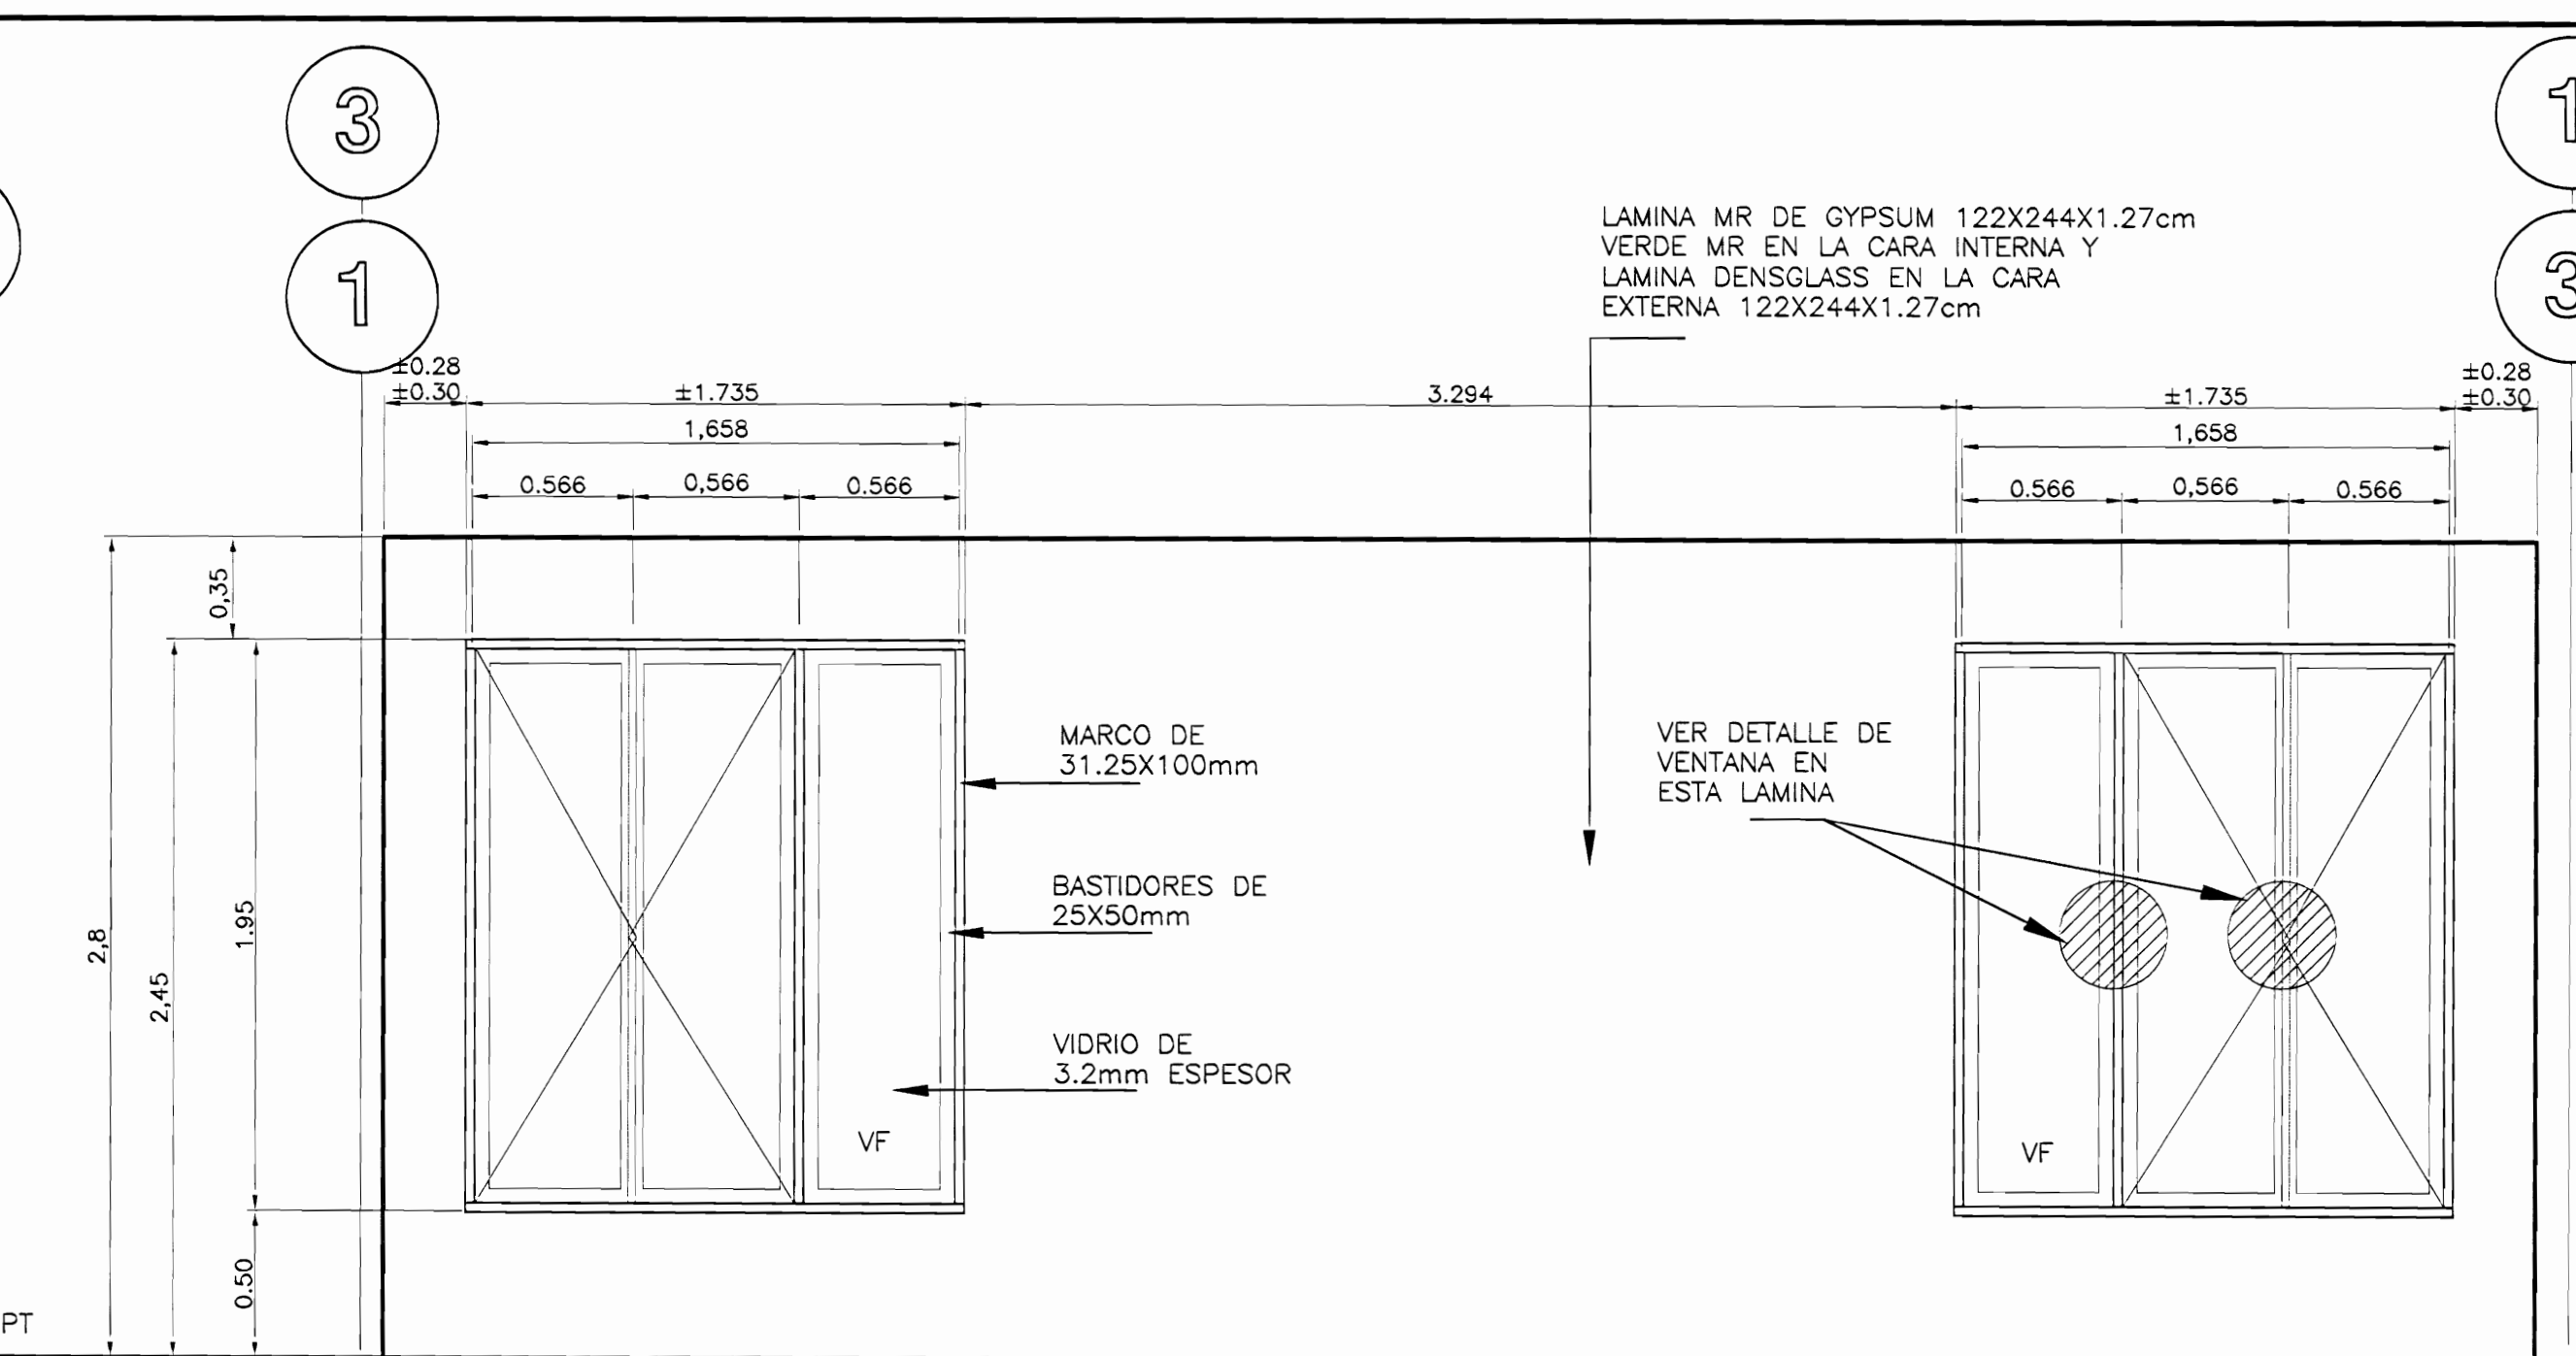 3
1
1
3
LAMINA MR DE GYPSUM 122X244X1.27cm
VERDE MR EN LA CARA INTERNA Y
LAMINA DENSGLASS EN LA CARA
EXTERNA 122X244X1.27cm
±0.28
±0.30
±1.735
3.294
±1.735
±0.28
±0.30
1,658
1,658
0.566
0,566
0.566
0.566
0,566
0.566
0,35
2,8
2,45
1.95
0.50
MARCO DE
31.25X100mm
BASTIDORES DE
25X50mm
VIDRIO DE
3.2mm ESPESOR
VF
VER DETALLE DE
VENTANA EN
ESTA LAMINA
VF
PT